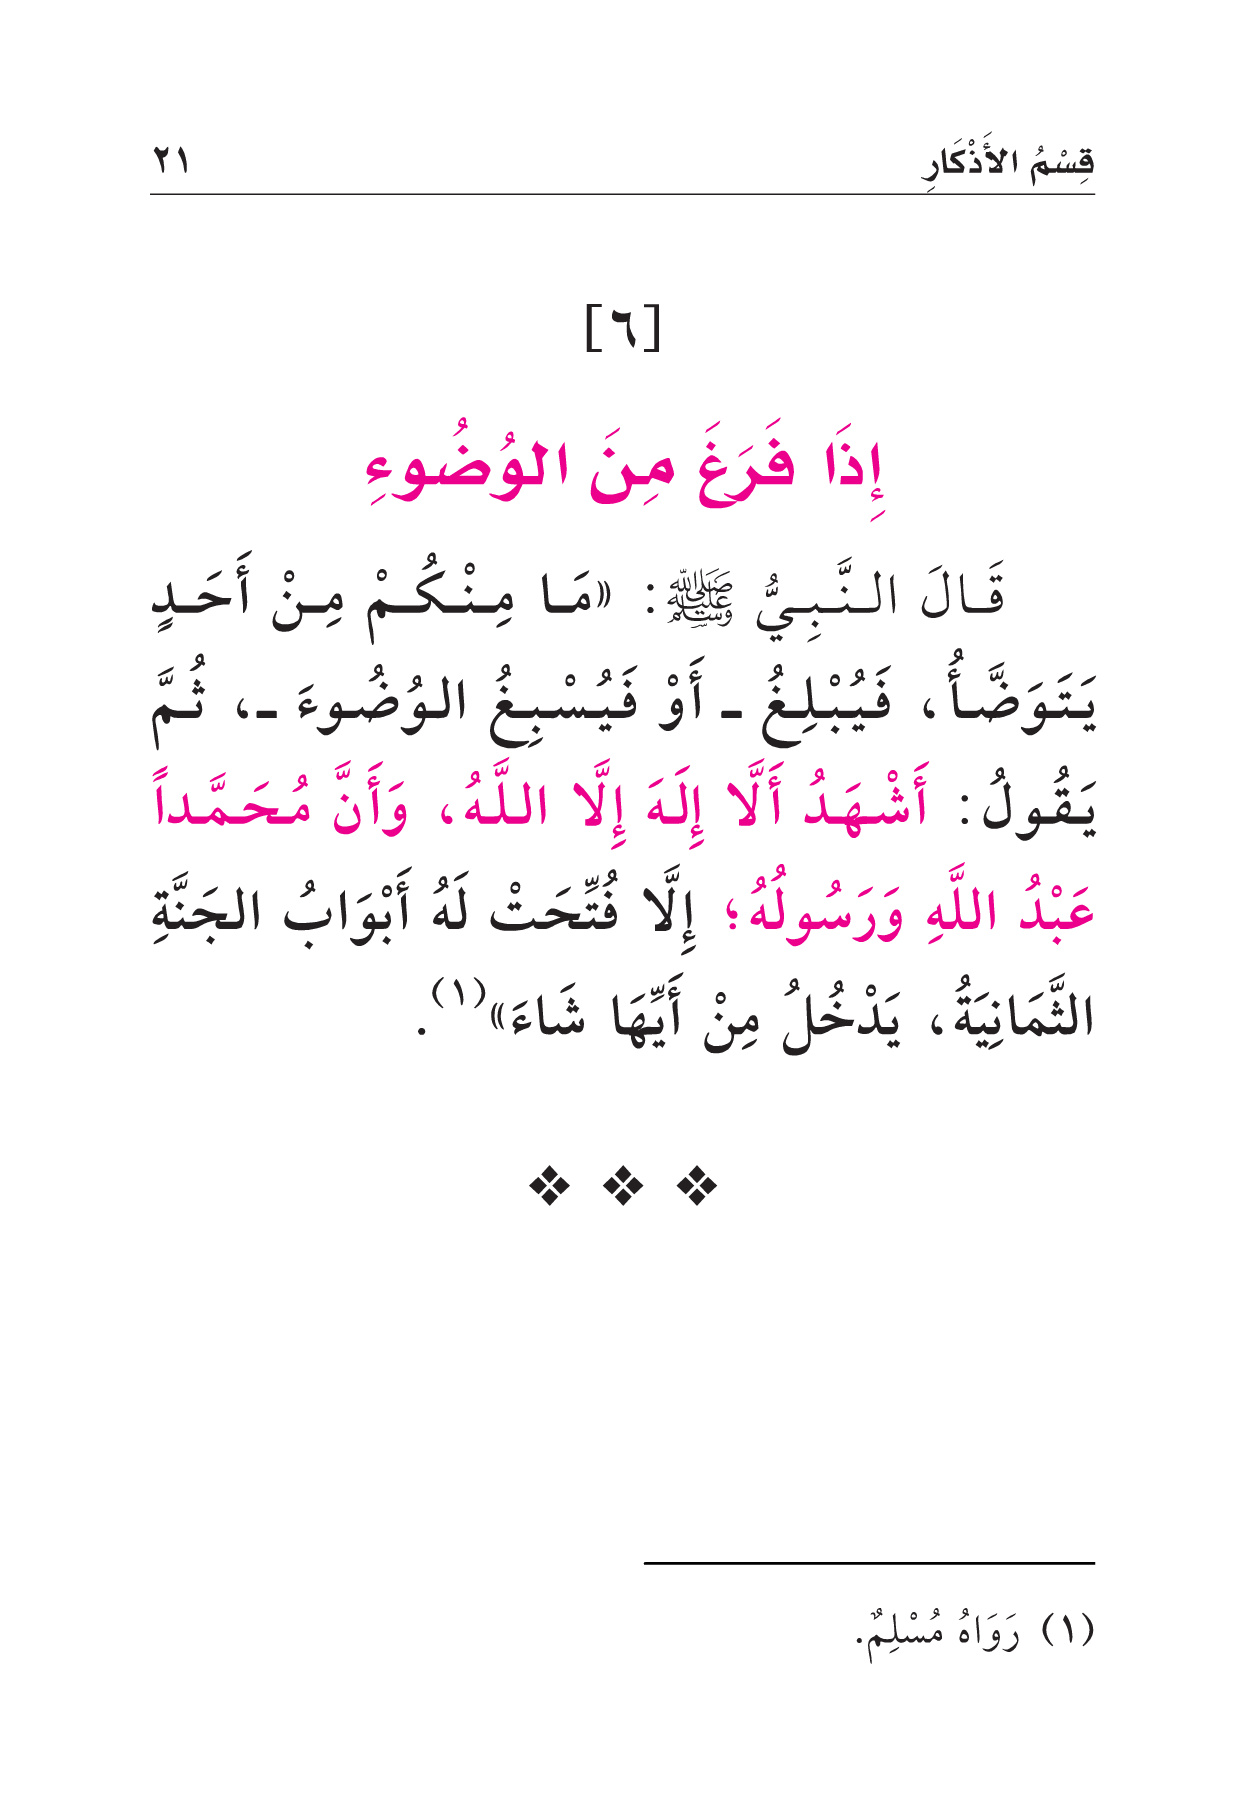 قِسْمُ الأَذْكَارِ ٢١
[٦]
إِذَا فَرَغَ مِنَ الوُضُوءِ
قَالَ النَّبِيُّ ﷺ: «مَا مِنْكُمْ مِنْ أَحَدٍ
يَتَوَضَّأُ، فَيُبْلِغُ ـ أَوْ فَيُسْبِغُ الوُضُوءَ ـ، ثُمَّ
يَقُولُ: أَشْهَدُ أَلَّا إِلَهَ إِلَّا اللَّهُ، وَأَنَّ مُحَمَّداً
عَبْدُ اللَّهِ وَرَسُولُهُ؛ إِلَّا فُتِّحَتْ لَهُ أَبْوَابُ الجَنَّةِ
الثَّمَانِيَةُ، يَدْخُلُ مِنْ أَيِّهَا شَاءَ»(١).
(١) رَوَاهُ مُسْلِمٌ.